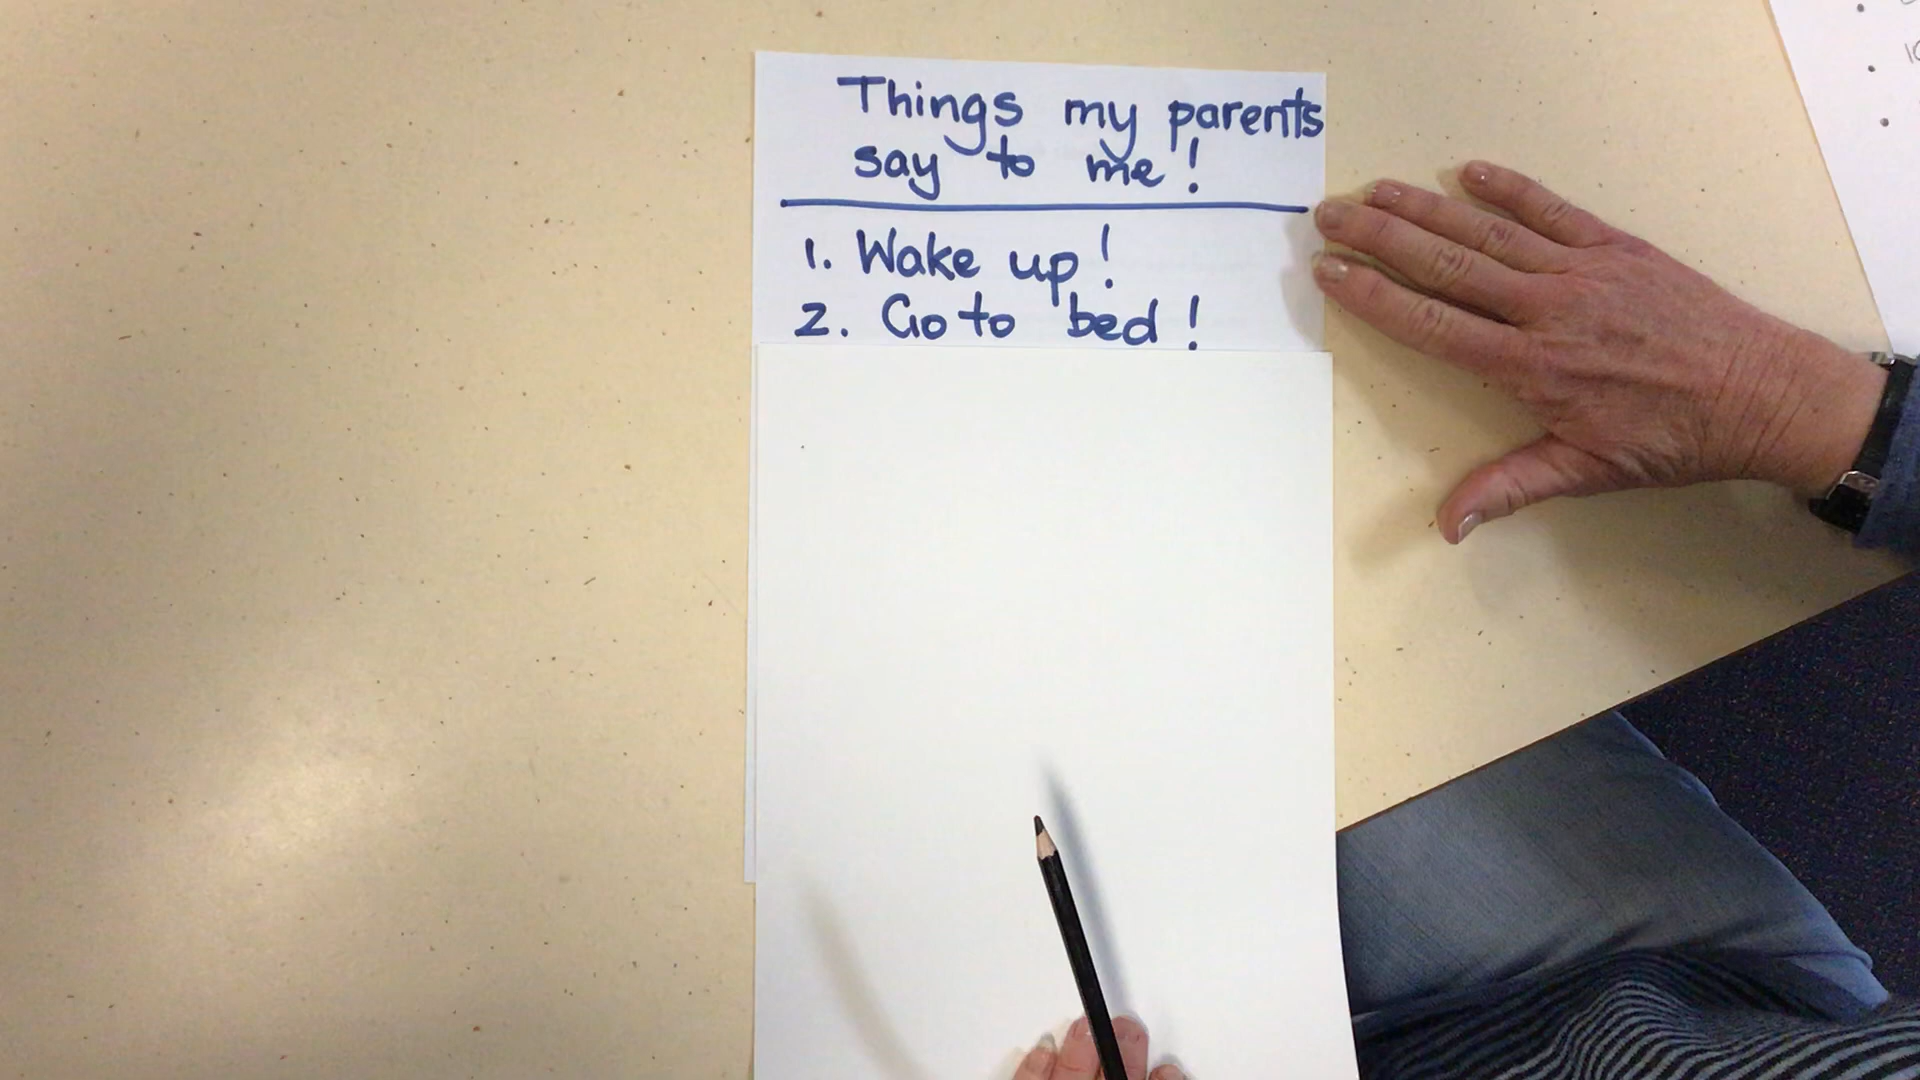 Things my parents
say to me!
1. Wake up!
2. Go to bed!